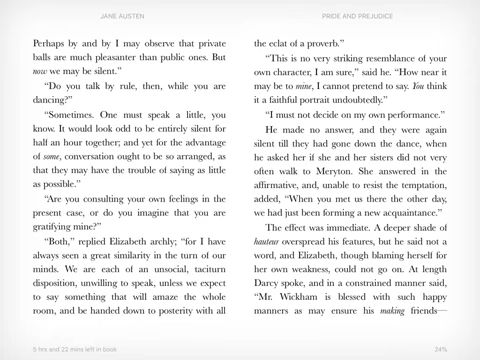 JANE AUSTEN
Perhaps by and by I may observe that private
balls are much pleasanter than public ones. But
now we may be silent.”
“Do you talk by rule, then, while you are
dancing?”
“Sometimes. One must speak a little, you
know. It would look odd to be entirely silent for
half an hour together; and yet for the advantage
of some, conversation ought to be so arranged, as
that they may have the trouble of saying as little
as possible.”
“Are you consulting your own feelings in the
present case, or do you imagine that you are
gratifying mine?”
“Both,” replied Elizabeth archly; “for I have
always seen a great similarity in the turn of our
minds. We are each of an unsocial, taciturn
disposition, unwilling to speak, unless we expect
to say something that will amaze the whole
room, and be handed down to posterity with all
5 hrs and 22 mins left in book
PRIDE AND PREJUDICE
the eclat of a proverb.”
“This is no very striking resemblance of your
own character, I am sure,” said he. “How near it
may be to mine, I cannot pretend to say. You think
it a faithful portrait undoubtedly.”
“I must not decide on my own performance.”
He made no answer, and they were again
silent till they had gone down the dance, when
he asked her if she and her sisters did not very
often walk to Meryton. She answered in the
affirmative, and, unable to resist the temptation,
added, “When you met us there the other day,
we had just been forming a new acquaintance.”
The effect was immediate. A deeper shade of
hauteur overspread his features, but he said not a
word, and Elizabeth, though blaming herself for
her own weakness, could not go on. At length
Darcy spoke, and in a constrained manner said,
“Mr. Wickham is blessed with such happy
manners as may ensure his making friends—
24%